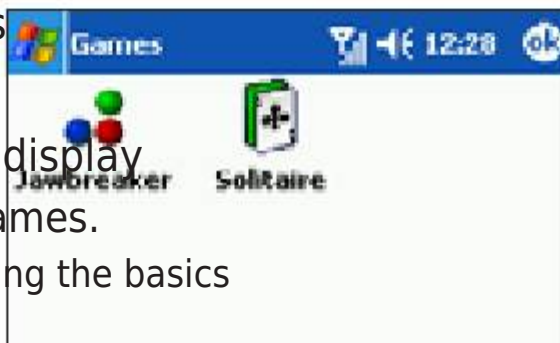 s
Games 12:28 ok
display
Jawbreaker Solitaire
ames.
ng the basics